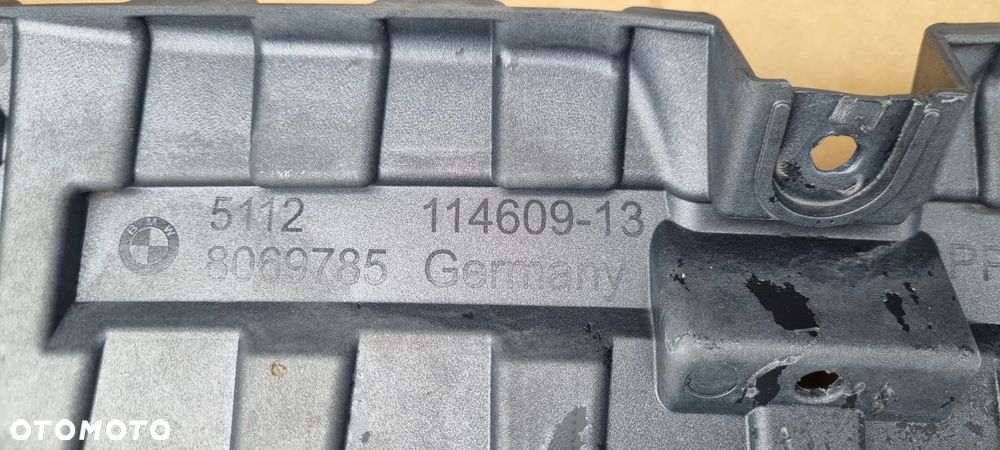 BMW
5112
8069785
114609-13
Germany
OTOMOTO